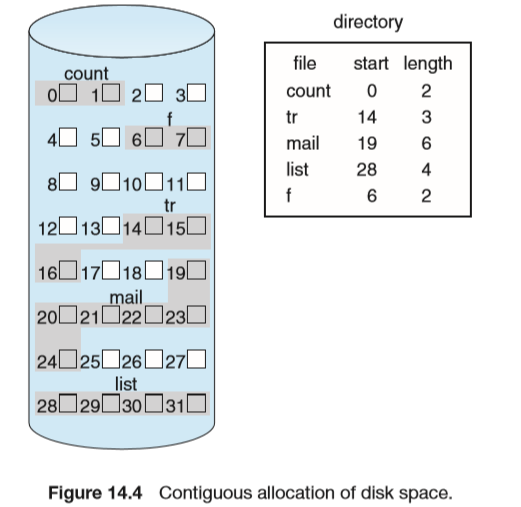 count
0 1 2 3
f
4 5 6 7
8 9 10 11
tr
12 13 14 15
16 17 18 19
mail
20 21 22 23
24 25 26 27
list
28 29 30 31
directory
file start length
count 0 2
tr 14 3
mail 19 6
list 28 4
f 6 2
Figure 14.4 Contiguous allocation of disk space.